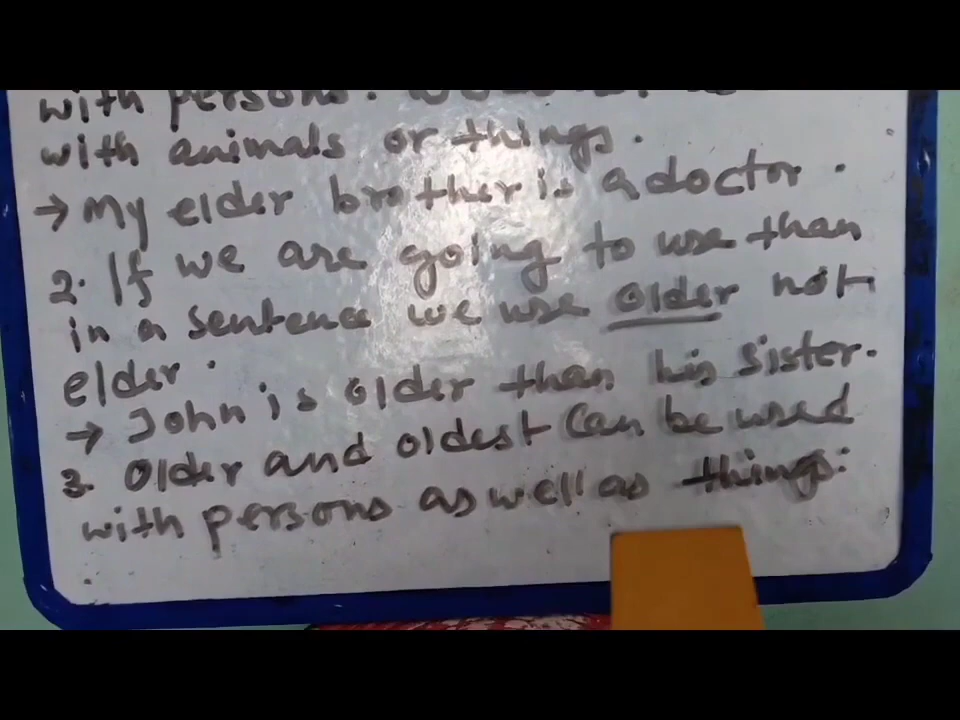 with persons.
with animals or things.
→ My elder brother is a doctor.
2. If we are going to use than
in a sentence we use older not
elder.
→ John is older than his sister.
3. Older and oldest can be used
with persons as well as things.